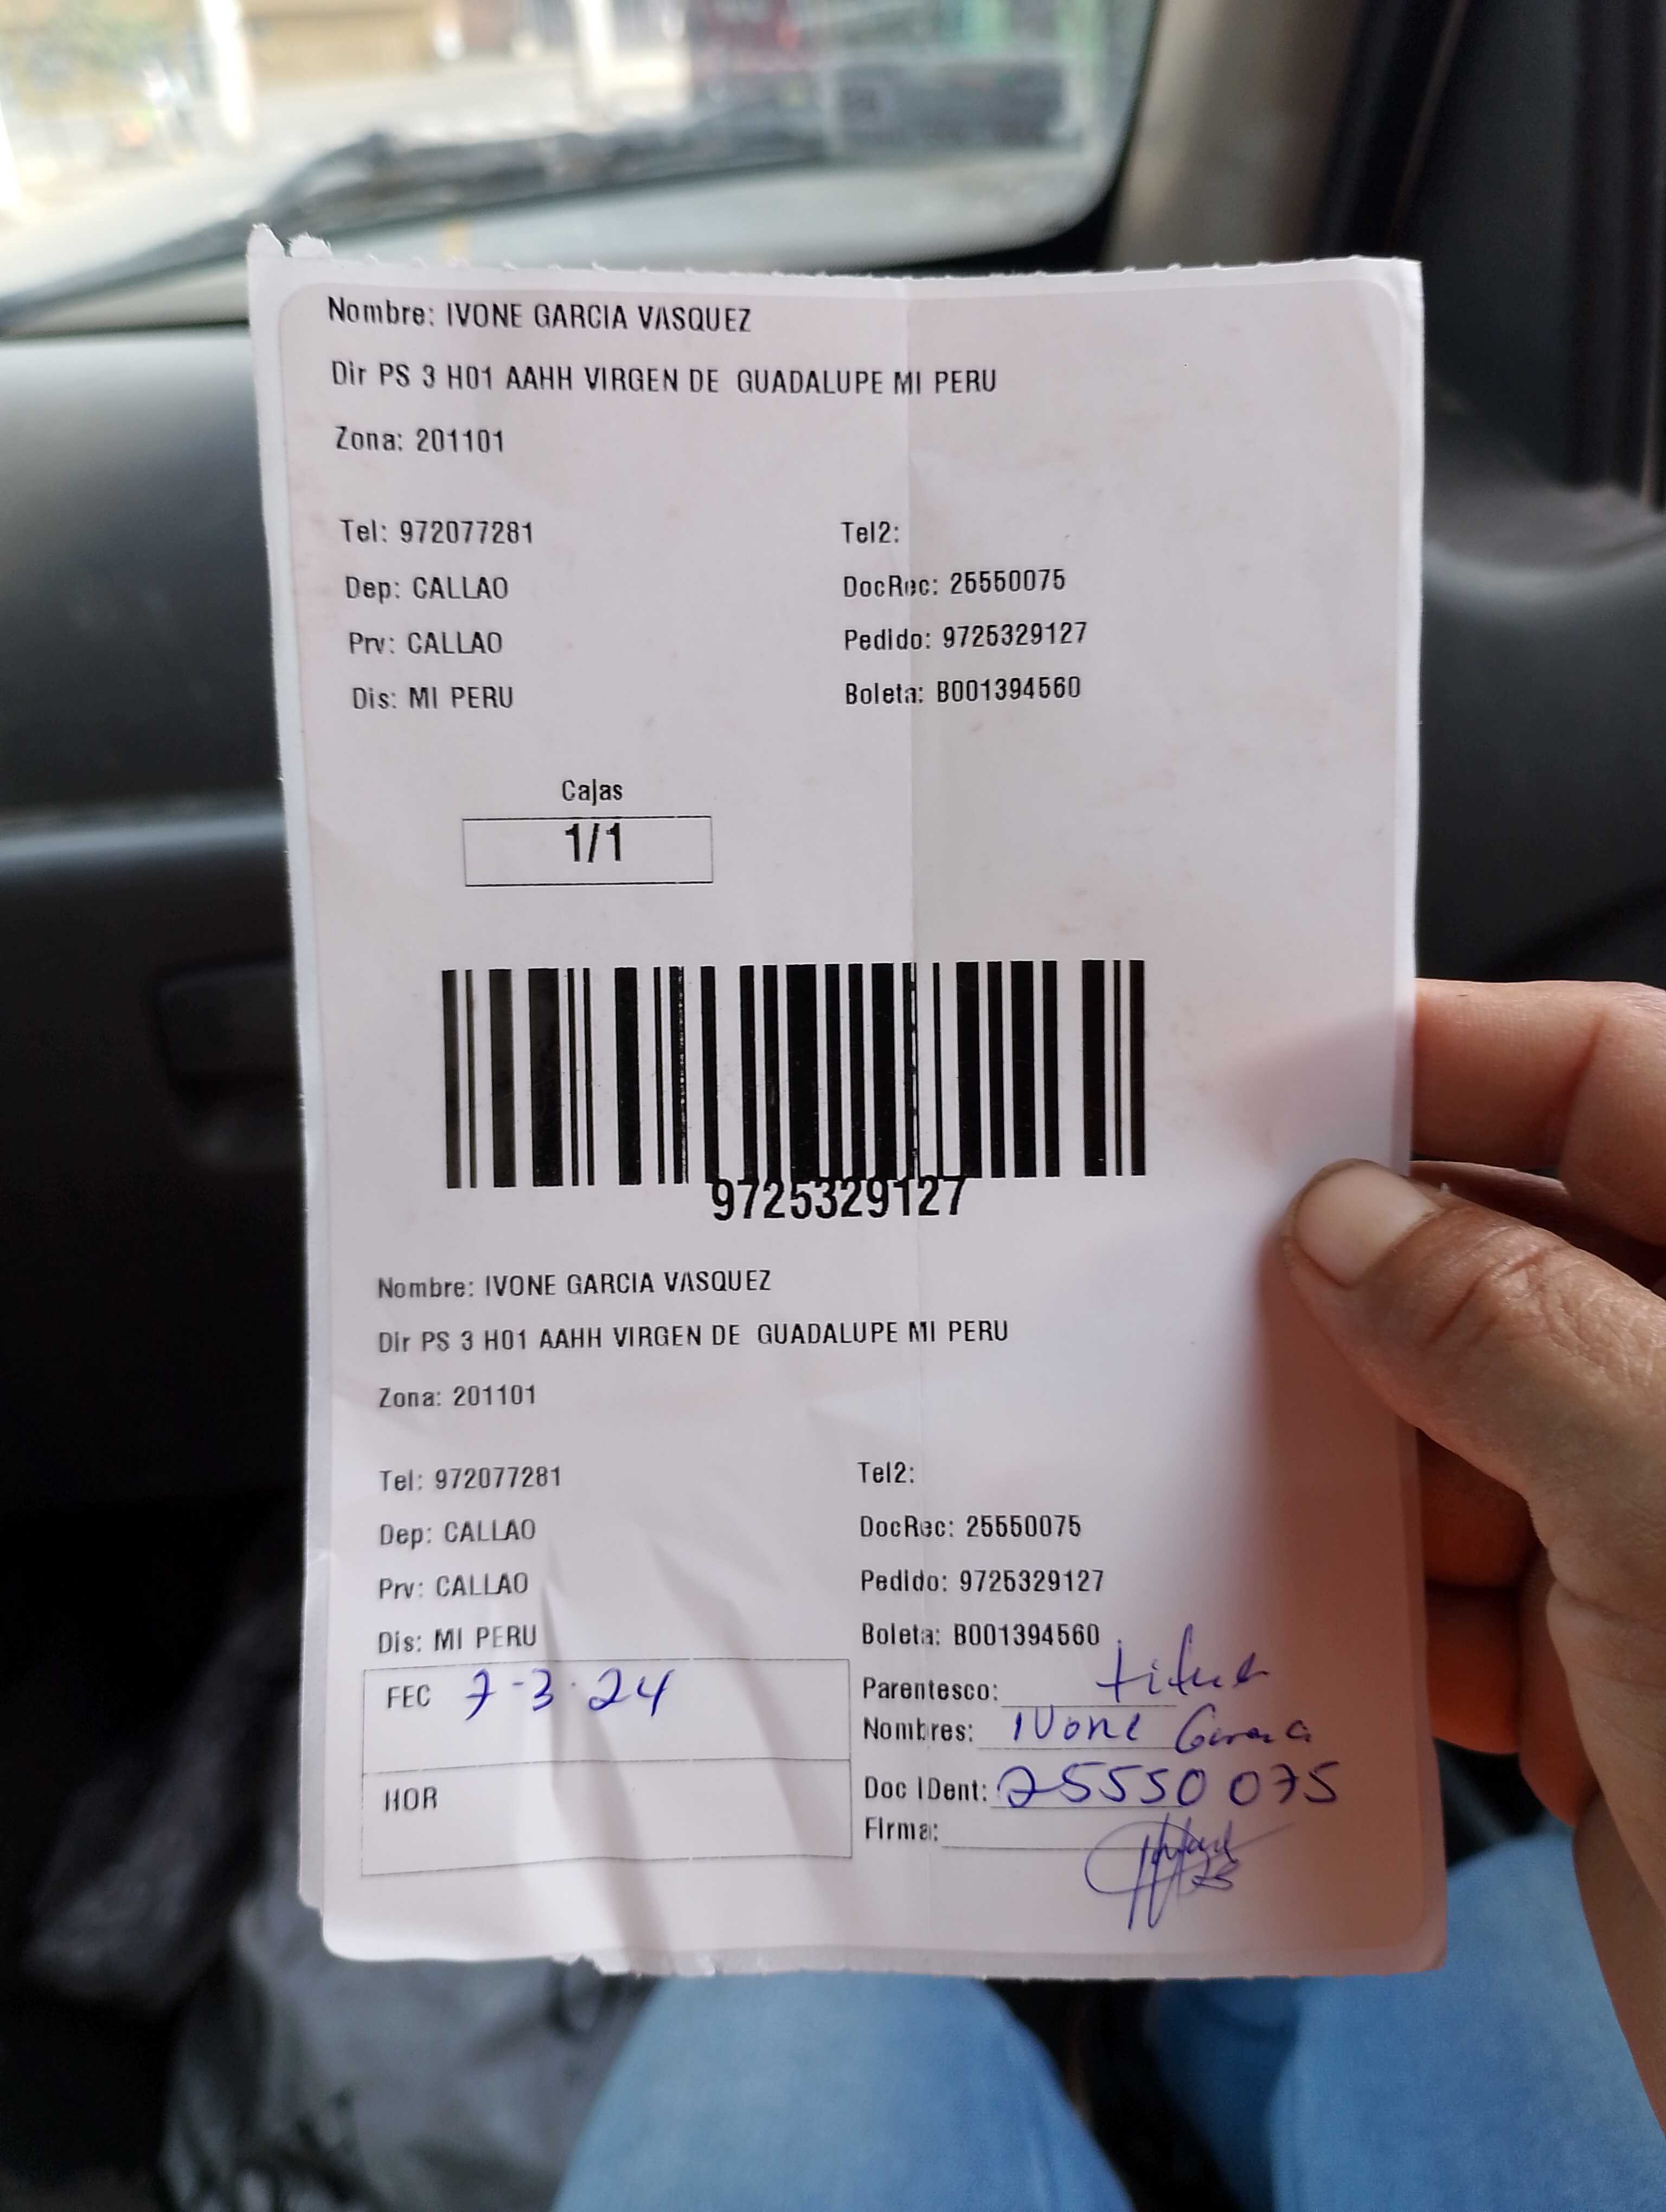 Nombre: IVONE GARCIA VASQUEZ
Dir PS 3 H01 AAHH VIRGEN DE GUADALUPE MI PERU
Zona: 201101
Tel: 972077281 Tel2:
Dep: CALLAO DocRec: 25550075
Prv: CALLAO Pedido: 9725329127
Dis: MI PERU Boleta: B001394560
Cajas
1/1
9725329127
Nombre: IVONE GARCIA VASQUEZ
Dir PS 3 H01 AAHH VIRGEN DE GUADALUPE MI PERU
Zona: 201101
Tel: 972077281 Tel2:
Dep: CALLAO DocRec: 25550075
Prv: CALLAO Pedido: 9725329127
Dis: MI PERU Boleta: B001394560
FEC 7-3-24
HOR
Parentesco:
Nombres: IVone Garcia
Doc IDent: 25550075
Firma: